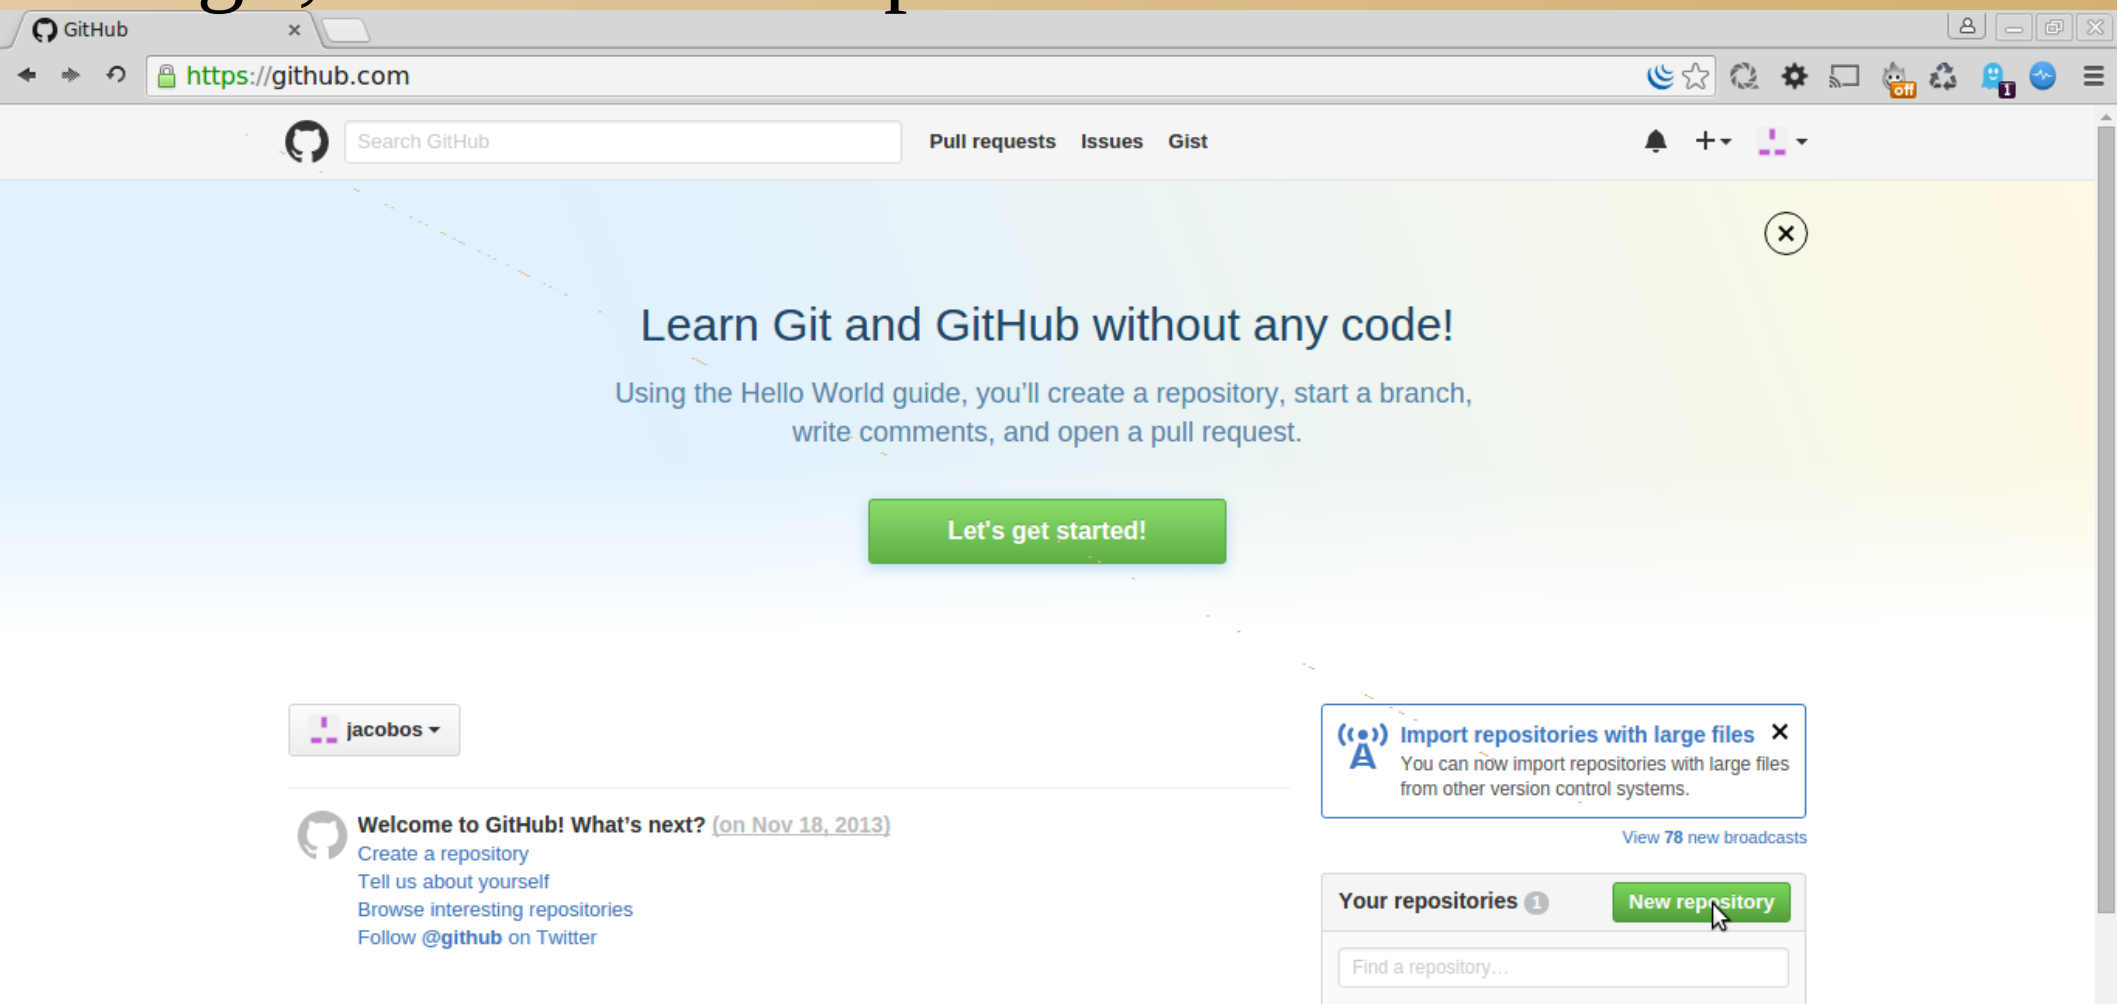 GitHub
https://github.com
off
1
Search GitHub
Pull requests Issues Gist
Learn Git and GitHub without any code!
Using the Hello World guide, you’ll create a repository, start a branch,
write comments, and open a pull request.
Let's get started!
jacobos
Import repositories with large files
You can now import repositories with large files
from other version control systems.
View 78 new broadcasts
Welcome to GitHub! What’s next? (on Nov 18, 2013)
Create a repository
Tell us about yourself
Browse interesting repositories
Follow @github on Twitter
Your repositories 1
New repository
Find a repository…